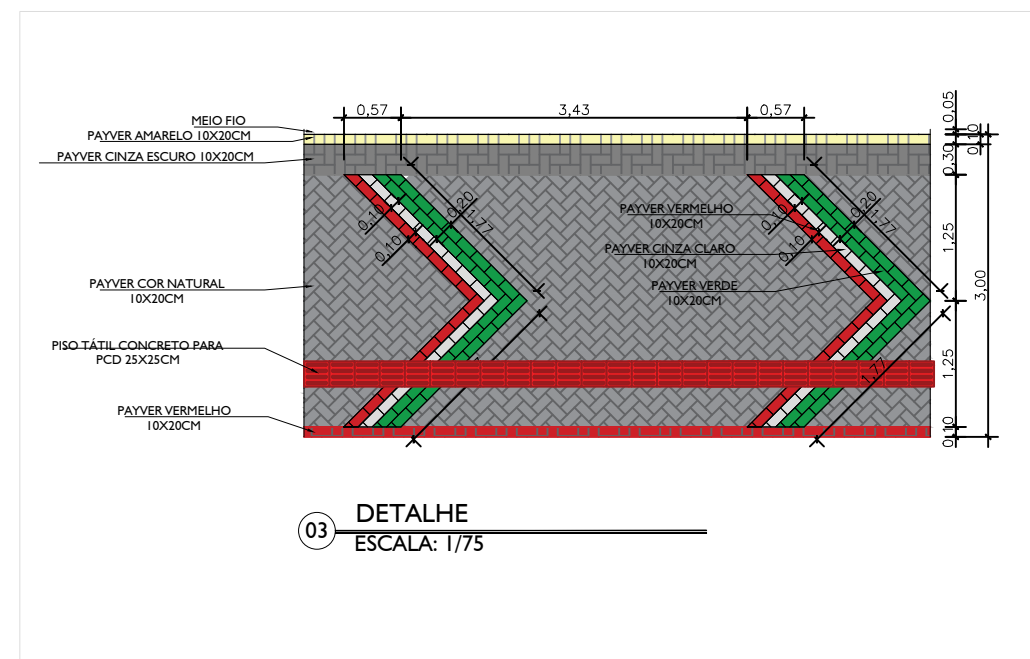 0,57
3,43
0,57
0,05
0,10
0,30
1,25
3,00
1,25
0,10
MEIO FIO
PAYVER AMARELO 10X20CM
PAYVER CINZA ESCURO 10X20CM
0,20
1,77
0,10
0,10
PAYVER VERMELHO
10X20CM
PAYVER CINZA CLARO
10X20CM
PAYVER VERDE
10X20CM
0,20
1,77
0,10
0,10
PAYVER COR NATURAL
10X20CM
PISO TÁTIL CONCRETO PARA
PCD 25X25CM
1,77
PAYVER VERMELHO
10X20CM
03
DETALHE
ESCALA: 1/75